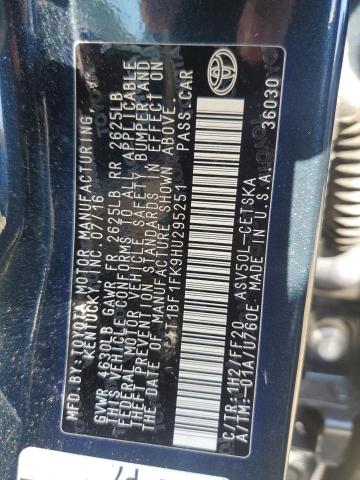 MFD. BY: TOYOTA MOTOR MANUFACTURING
KENTUCKY, INC. 07/16
GVWR 4630LB GAWR FR 2625LB RR 2625LB
THIS VEHICLE CONFORMS TO ALL APPLICABLE
FEDERAL MOTOR VEHICLE SAFETY, BUMPER, AND
THEFT PREVENTION STANDARDS IN EFFECT ON
THE DATE OF MANUFACTURE SHOWN ABOVE.
4T1BF1FK9HU295251 PASS.CAR
C/TR: 1H2/FF20 ASV50L-CETSKA
A/TM:-01A/U760E MADE IN U.S.A. 36030